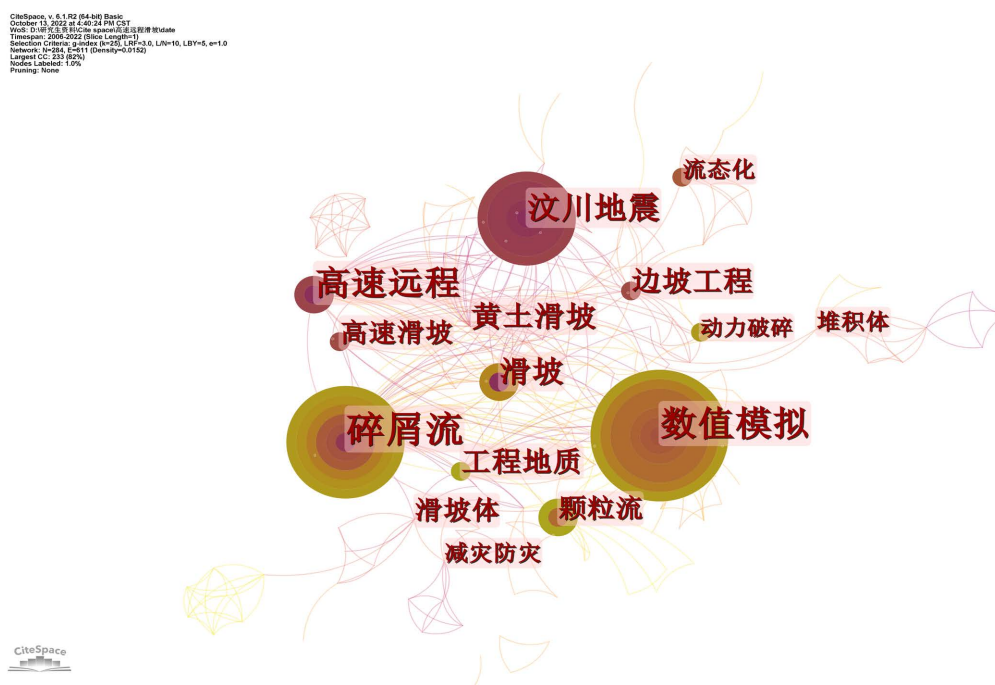 CiteSpace, v. 6.1.R2 (64-bit) Basic
October 13, 2022 at 4:40:24 PM CST
WoS: D:\研究生资料\Cite space\高速远程滑坡\date
Timespan: 2006-2022 (Slice Length=1)
Selection Criteria: g-index (k=25), LRF=3.0, L/N=10, LBY=5, e=1.0
Network: N=284, E=611 (Density=0.0152)
Largest CC: 233 (82%)
Nodes Labeled: 1.0%
Pruning: None
流态化
汶川地震
高速远程
边坡工程
黄土滑坡
高速滑坡
动力破碎
堆积体
滑坡
碎屑流
数值模拟
工程地质
滑坡体
颗粒流
减灾防灾
CiteSpace